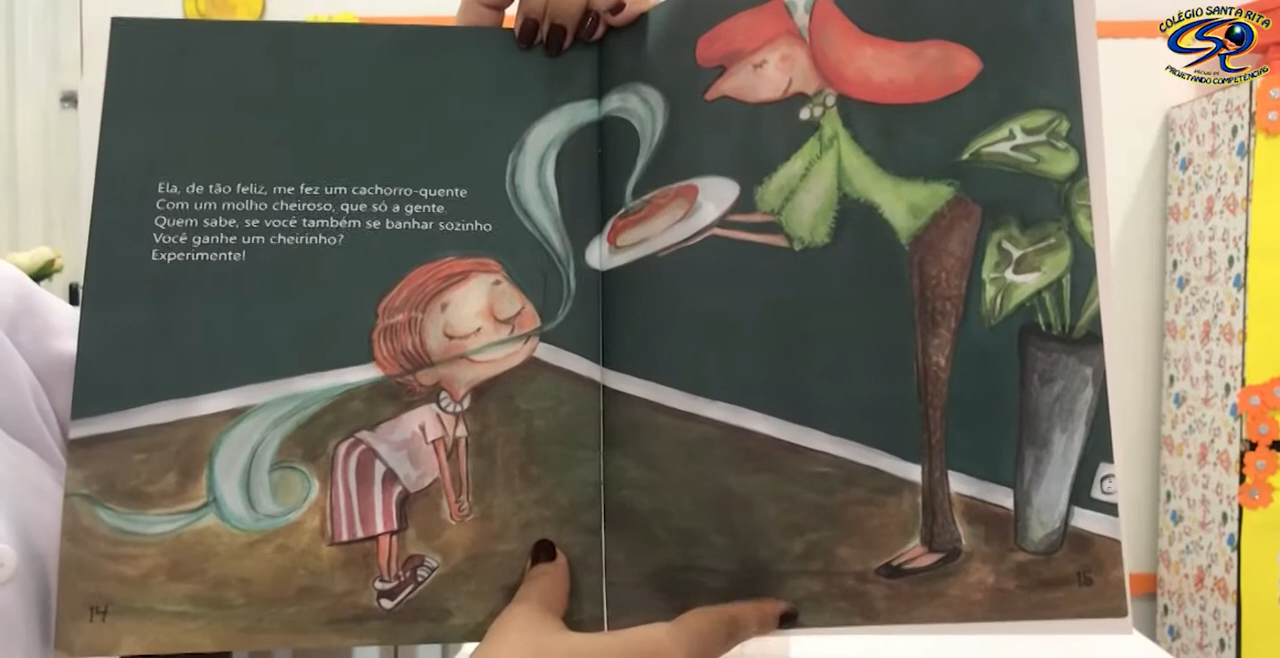 Ela, de tão feliz, me fez um cachorro-quente
Com um molho cheiroso, que só a gente.
Quem sabe, se você também se banhar sozinho
Você ganhe um cheirinho?
Experimente!
14
15
COLÉGIO SANTA RITA
PROJETANDO COMPETÊNCIAS